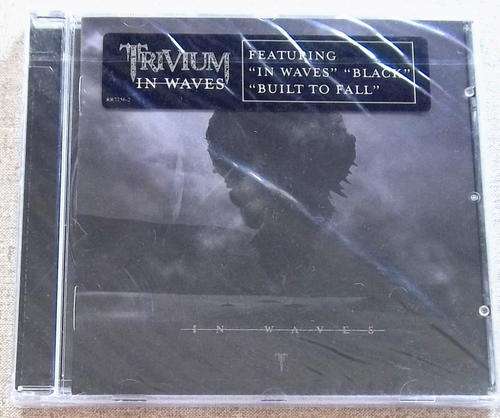 TRIVIUM
IN WAVES
FEATURING
"IN WAVES" "BLACK"
"BUILT TO FALL"
IN WAVES
T